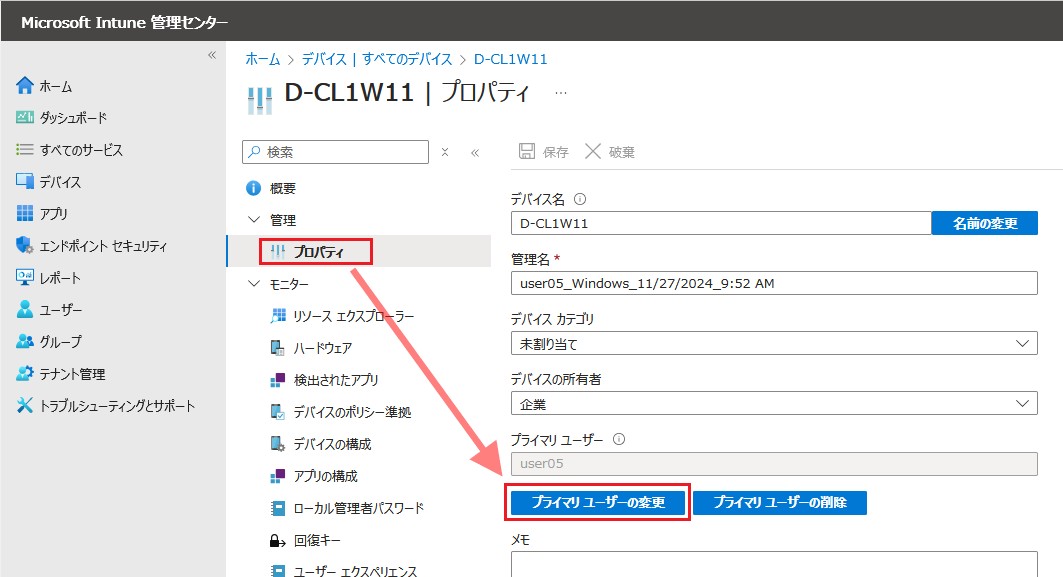 Microsoft Intune 管理センター
«
ホーム
ダッシュボード
すべてのサービス
デバイス
アプリ
エンドポイント セキュリティ
レポート
ユーザー
グループ
テナント管理
トラブルシューティングとサポート
ホーム > デバイス | すべてのデバイス > D-CL1W11
D-CL1W11 | プロパティ ...
検索
«
概要
管理
プロパティ
モニター
リソース エクスプローラー
ハードウェア
検出されたアプリ
デバイスのポリシー準拠
デバイスの構成
アプリの構成
ローカル管理者パスワード
回復キー
ユーザー エクスペリエンス
保存 破棄
デバイス名
D-CL1W11 名前の変更
管理名 *
user05_Windows_11/27/2024_9:52 AM
デバイス カテゴリ
未割り当て
デバイスの所有者
企業
プライマリ ユーザー
user05
プライマリ ユーザーの変更 プライマリ ユーザーの削除
メモ